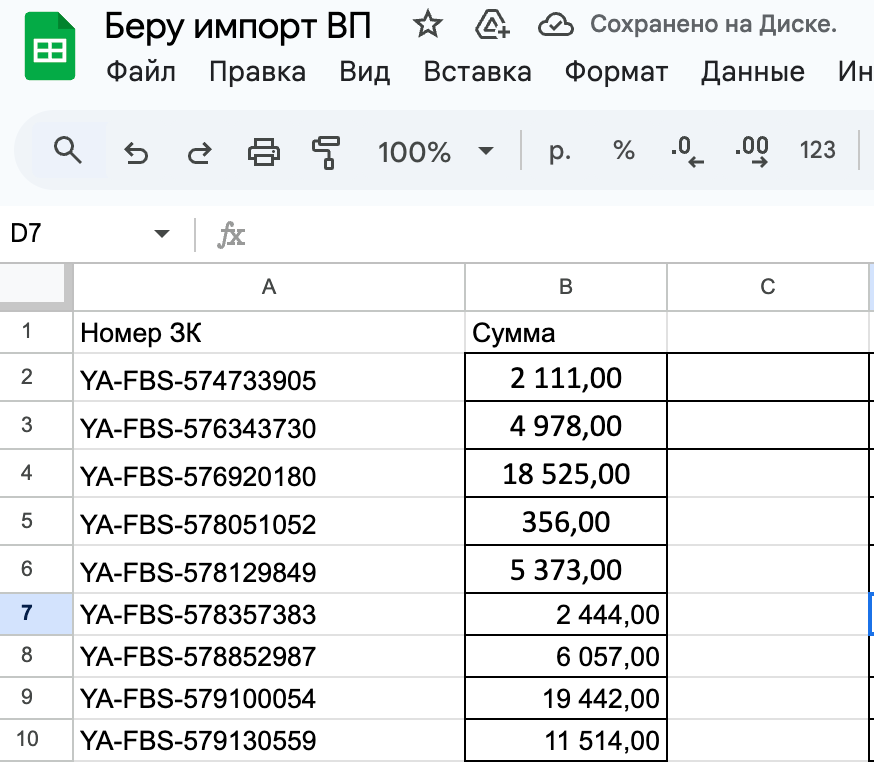 Беру импорт ВП
Сохранено на Диске.
Файл Правка Вид Вставка Формат Данные Ин
100% р. % .0 .00 123
D7 fx
A B C
1 Номер ЗК Сумма
2 YA-FBS-574733905 2 111,00
3 YA-FBS-576343730 4 978,00
4 YA-FBS-576920180 18 525,00
5 YA-FBS-578051052 356,00
6 YA-FBS-578129849 5 373,00
7 YA-FBS-578357383 2 444,00
8 YA-FBS-578852987 6 057,00
9 YA-FBS-579100054 19 442,00
10 YA-FBS-579130559 11 514,00